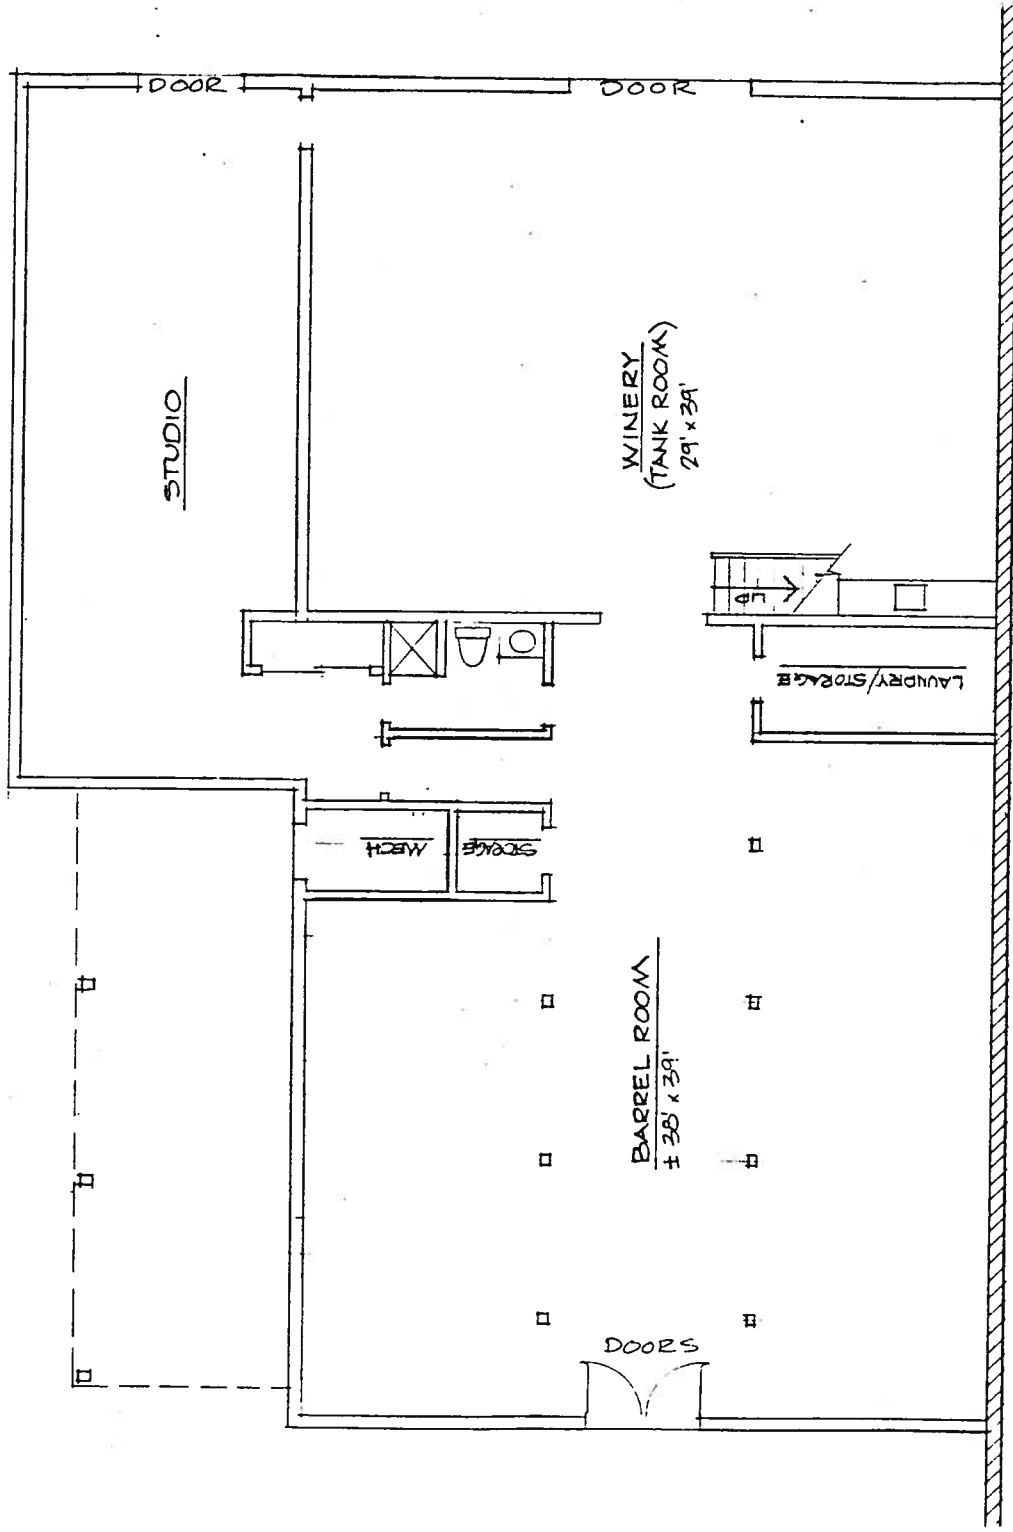 DOOR
DOOR
STUDIO
WINERY
(TANK ROOM)
29' x 39'
UP
LAUNDRY/STORAGE
MECH
STORAGE
BARREL ROOM
± 38' x 39'
DOORS